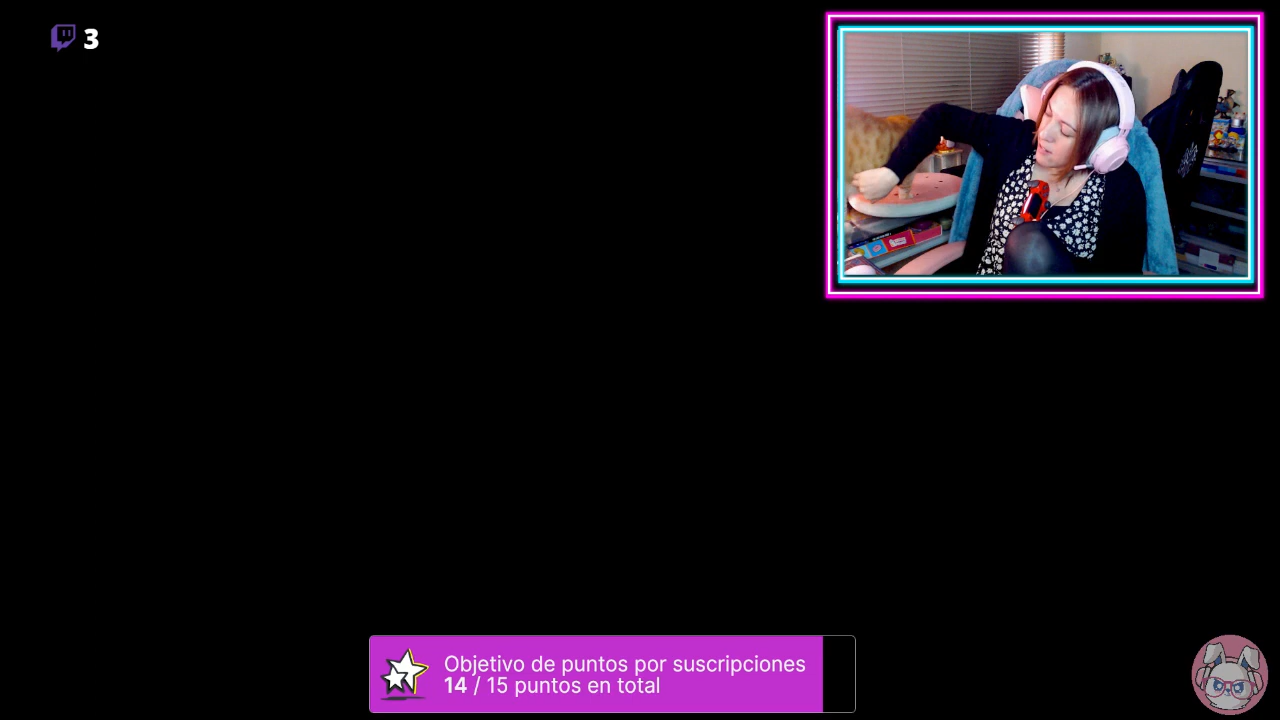 3
Objetivo de puntos por suscripciones
14 / 15 puntos en total